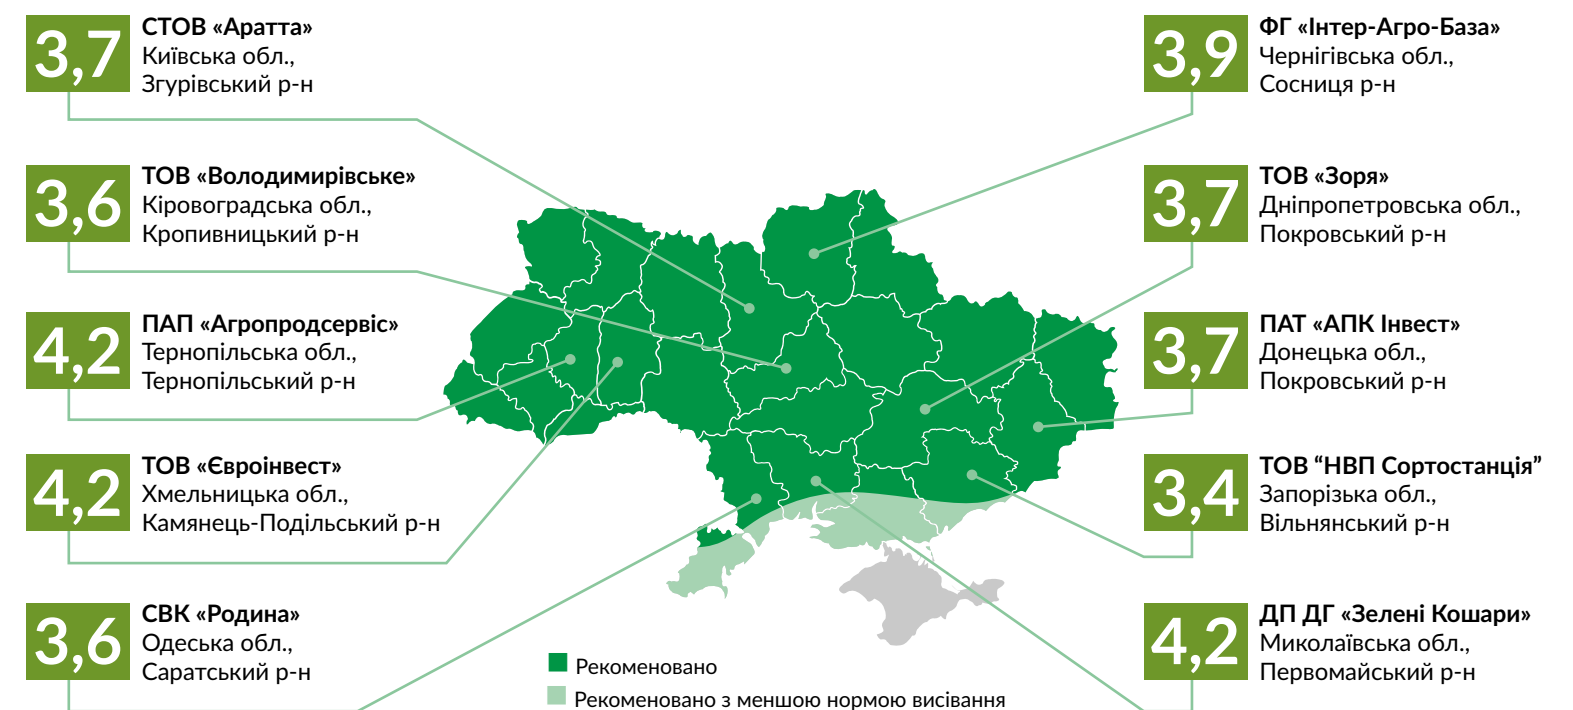 3,7
СТОВ «Аратта»
Київська обл.,
Згурівський р-н
3,6
ТОВ «Володимирівське»
Кіровоградська обл.,
Кропивницький р-н
4,2
ПАП «Агропродсервіс»
Тернопільська обл.,
Тернопільський р-н
4,2
ТОВ «Євроінвест»
Хмельницька обл.,
Камянець-Подільський р-н
3,6
СВК «Родина»
Одеська обл.,
Саратський р-н
3,9
ФГ «Інтер-Агро-База»
Чернігівська обл.,
Сосниця р-н
3,7
ТОВ «Зоря»
Дніпропетровська обл.,
Покровський р-н
3,7
ПАТ «АПК Інвест»
Донецька обл.,
Покровський р-н
3,4
ТОВ “НВП Сортостанція”
Запорізька обл.,
Вільнянський р-н
4,2
ДП ДГ «Зелені Кошари»
Миколаївська обл.,
Первомайський р-н
Рекоменовано
Рекоменовано з меншою нормою висівання